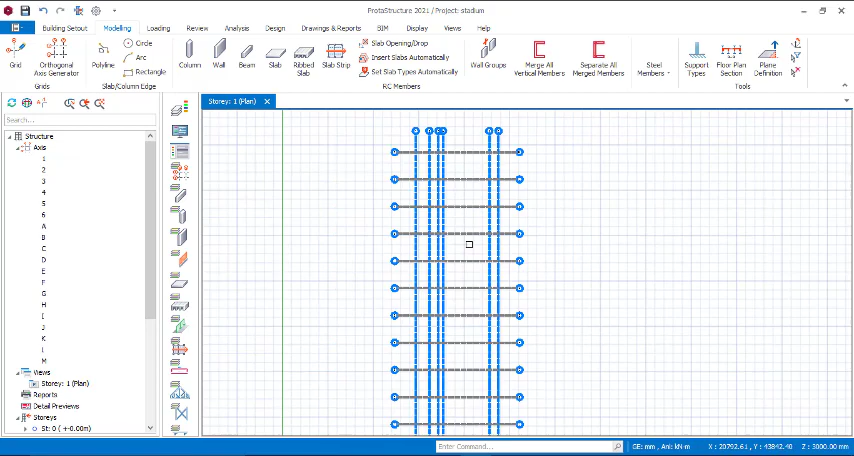 ProtaStructure 2021 / Project: stadium
Building Setout Modelling Loading Review Analysis Design Drawings & Reports BIM Display Views Help
Grid
Orthogonal Axis Generator
Polyline
Circle
Arc
Rectangle
Column
Wall
Beam
Slab
Ribbed Slab
Slab Strip
Slab Opening/Drop
Insert Slabs Automatically
Set Slab Types Automatically
Wall Groups
Merge All Vertical Members
Separate All Merged Members
Steel Members
Support Types
Floor Plan Section
Plane Definition
Grids
Slab/Column Edge
RC Members
Tools
Search...
Structure
Axis
1
2
3
4
5
6
A
B
C
D
E
F
G
H
I
J
K
L
M
Views
Storey: 1 (Plan)
Reports
Detail Previews
Storeys
St: 0 ( +-0.00m)
Storey: 1 (Plan)
Enter Command...
GE: mm , Ani: kN-m
X : 20792.61 , Y : 43842.40
Z : 3000.00 mm